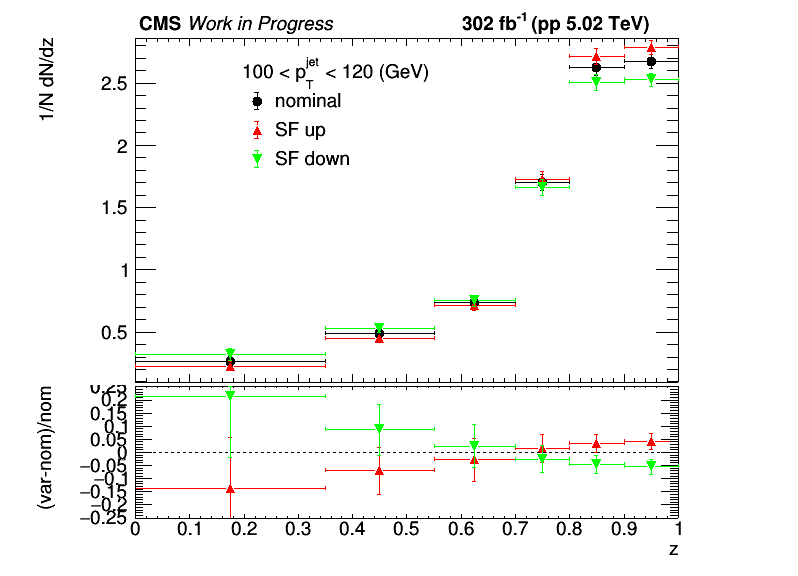 CMS Work in Progress
302 fb-1 (pp 5.02 TeV)
1/N dN/dz
100 < pTjet < 120 (GeV)
nominal
SF up
SF down
2.5
2
1.5
1
0.5
(var-nom)/nom
0.25
0.2
0.15
0.1
0.05
0
−0.05
−0.1
−0.15
−0.2
−0.25
0 0.1 0.2 0.3 0.4 0.5 0.6 0.7 0.8 0.9 1
z